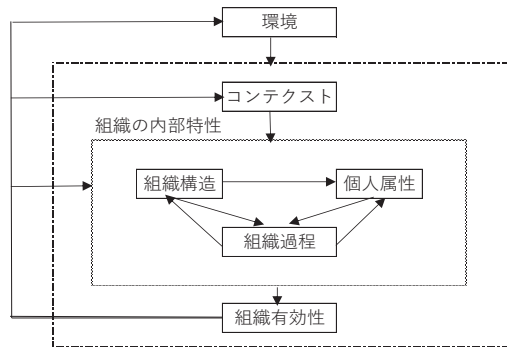 環境
コンテクスト
組織の内部特性
組織構造
個人属性
組織過程
組織有効性